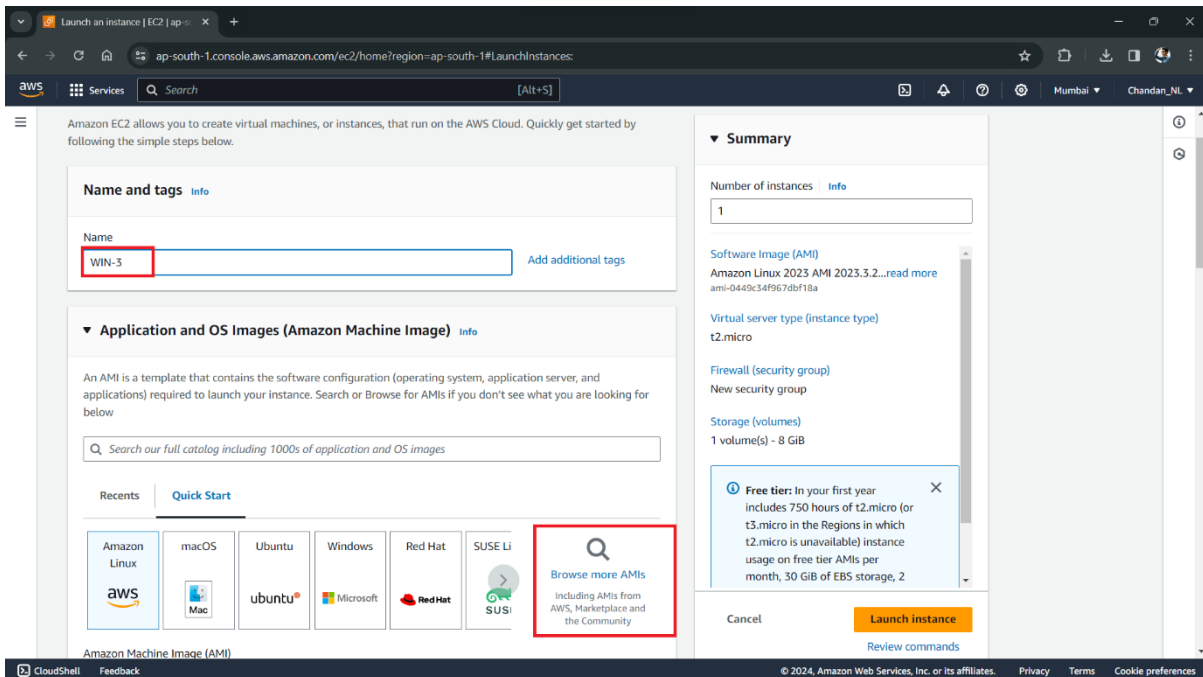 Launch an instance | EC2 | ap-s
ap-south-1.console.aws.amazon.com/ec2/home?region=ap-south-1#LaunchInstances:
aws
Services
Search
[Alt+S]
Mumbai
Chandan_NL
Amazon EC2 allows you to create virtual machines, or instances, that run on the AWS Cloud. Quickly get started by
following the simple steps below.
Name and tags Info
Name
WIN-3
Add additional tags
Application and OS Images (Amazon Machine Image) Info
An AMI is a template that contains the software configuration (operating system, application server, and
applications) required to launch your instance. Search or Browse for AMIs if you don't see what you are looking for
below
Search our full catalog including 1000s of application and OS images
Recents
Quick Start
Amazon
Linux
aws
macOS
Mac
Ubuntu
ubuntu
Windows
Microsoft
Red Hat
Red Hat
SUSE Li
SUSI
Browse more AMIs
Including AMIs from
AWS, Marketplace and
the Community
Amazon Machine Image (AMI)
Summary
Number of instances Info
1
Software Image (AMI)
Amazon Linux 2023 AMI 2023.3.2...read more
ami-0449c34f967dbf18a
Virtual server type (instance type)
t2.micro
Firewall (security group)
New security group
Storage (volumes)
1 volume(s) - 8 GiB
Free tier: In your first year
includes 750 hours of t2.micro (or
t3.micro in the Regions in which
t2.micro is unavailable) instance
usage on free tier AMIs per
month, 30 GiB of EBS storage, 2
Cancel
Launch instance
Review commands
CloudShell
Feedback
© 2024, Amazon Web Services, Inc. or its affiliates.
Privacy
Terms
Cookie preferences